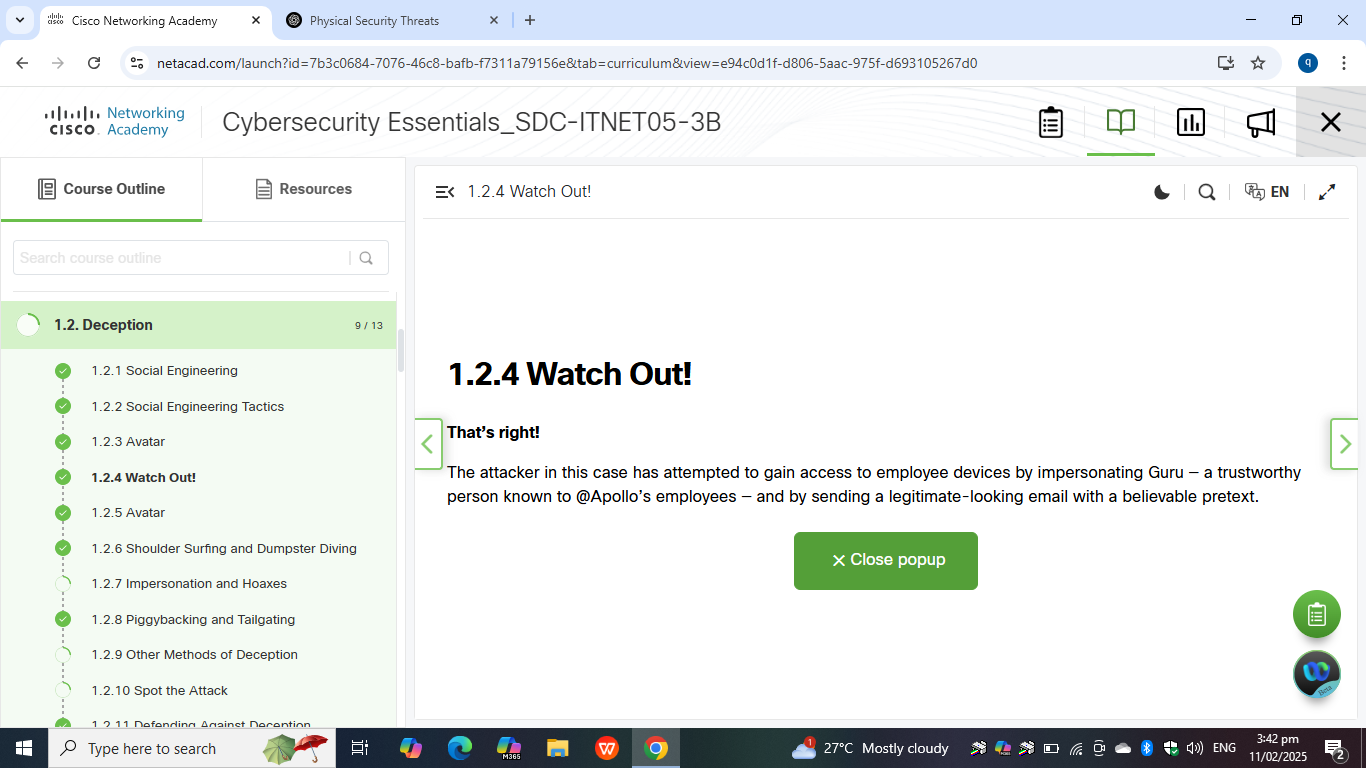 Cisco Networking Academy
Physical Security Threats
netacad.com/launch?id=7b3c0684-7076-46c8-bafb-f7311a79156e&tab=curriculum&view=e94c0d1f-d806-5aac-975f-d693105267d0
q
CISCO
Networking
Academy
Cybersecurity Essentials_SDC-ITNET05-3B
Course Outline
Resources
Search course outline
1.2. Deception
9 / 13
1.2.1 Social Engineering
1.2.2 Social Engineering Tactics
1.2.3 Avatar
1.2.4 Watch Out!
1.2.5 Avatar
1.2.6 Shoulder Surfing and Dumpster Diving
1.2.7 Impersonation and Hoaxes
1.2.8 Piggybacking and Tailgating
1.2.9 Other Methods of Deception
1.2.10 Spot the Attack
1.2.11 Defending Against Deception
1.2.4 Watch Out!
EN
1.2.4 Watch Out!
That's right!
The attacker in this case has attempted to gain access to employee devices by impersonating Guru – a trustworthy
person known to @Apollo's employees – and by sending a legitimate-looking email with a believable pretext.
Close popup
Beta
Type here to search
M365
1
27°C Mostly cloudy
ENG
3:42 pm
11/02/2025
2